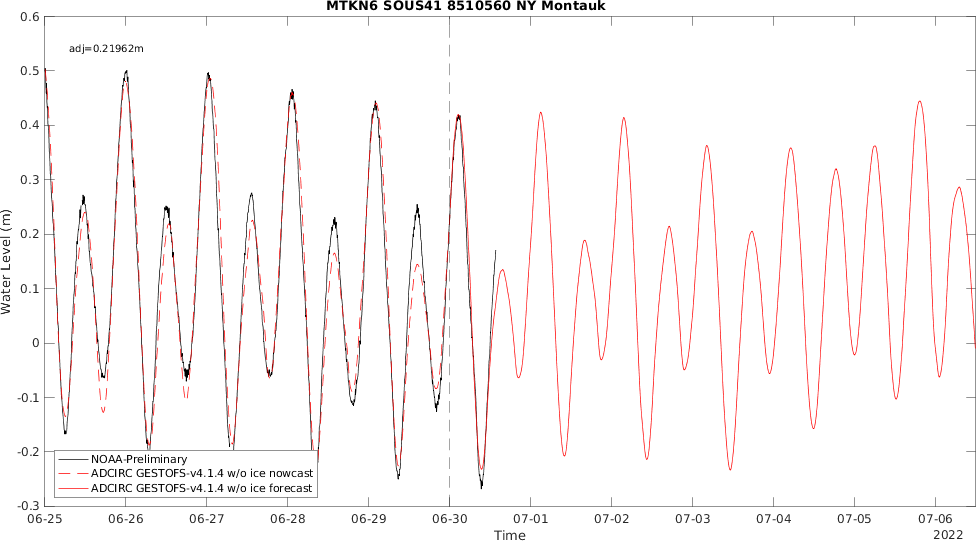 MTKN6 SOUS41 8510560 NY Montauk
adj=0.21962m
0.6
0.5
0.4
0.3
0.2
0.1
0
-0.1
-0.2
-0.3
Water Level (m)
NOAA-Preliminary
ADCIRC GESTOFS-v4.1.4 w/o ice nowcast
ADCIRC GESTOFS-v4.1.4 w/o ice forecast
06-25 06-26 06-27 06-28 06-29 06-30 07-01 07-02 07-03 07-04 07-05 07-06
Time
2022